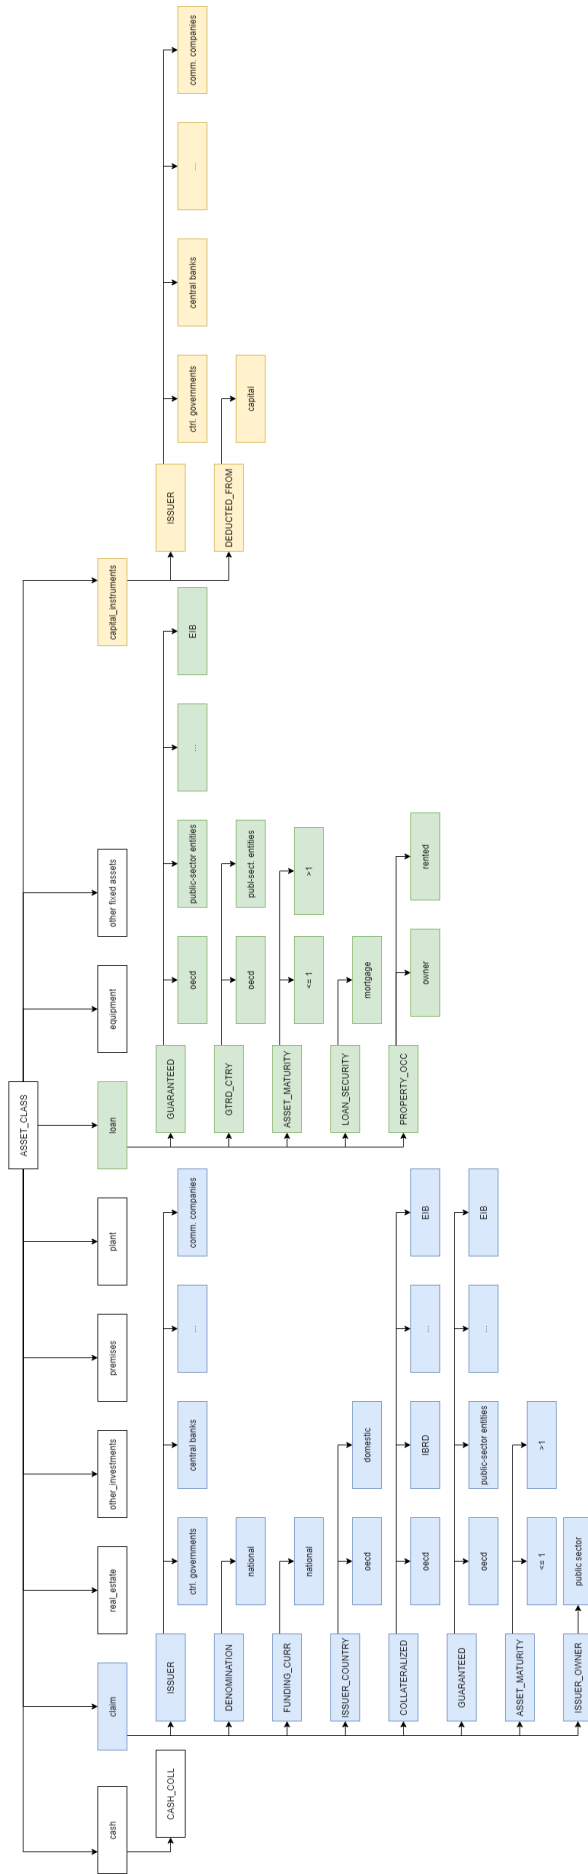 ASSET_CLASS
cash
claim
real_estate
other_investments
premises
plant
loan
equipment
other fixed assets
capital_instruments
CASH_COLL
ISSUER
ctrl. governments
central banks
...
comm. companies
DENOMINATION
national
FUNDING_CURR
national
ISSUER_COUNTRY
oecd
domestic
COLLATERALIZED
oecd
IBRD
...
EIB
GUARANTEED
oecd
public-sector entities
...
EIB
ASSET_MATURITY
<= 1
>1
ISSUER_OWNER
public sector
GUARANTEED
oecd
public-sector entities
...
EIB
GTRD_CTRY
oecd
publ-sect. entities
ASSET_MATURITY
<= 1
>1
LOAN_SECURITY
mortgage
PROPERTY_OCC
owner
rented
ISSUER
ctrl. governments
central banks
...
comm. companies
DEDUCTED_FROM
capital